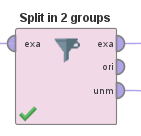 Split in 2 groups
exa exa
ori
unm